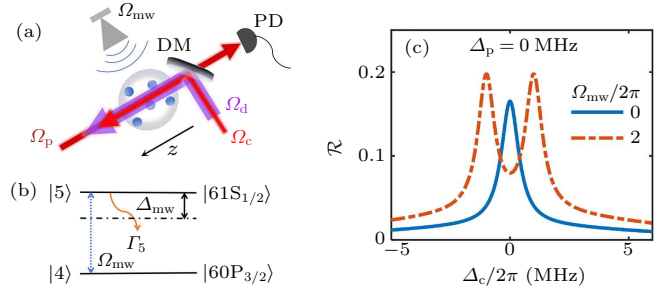 (a)
Ω_mw
DM
PD
Ω_p
Ω_d
Ω_c
z
(b)
|5⟩
|61S_1/2⟩
Δ_mw
Γ_5
Ω_mw
|4⟩
|60P_3/2⟩
(c)
Δ_p = 0 MHz
Ω_mw/2π
0
2
0.2
0.1
0
ℛ
-5
0
5
Δ_c/2π (MHz)